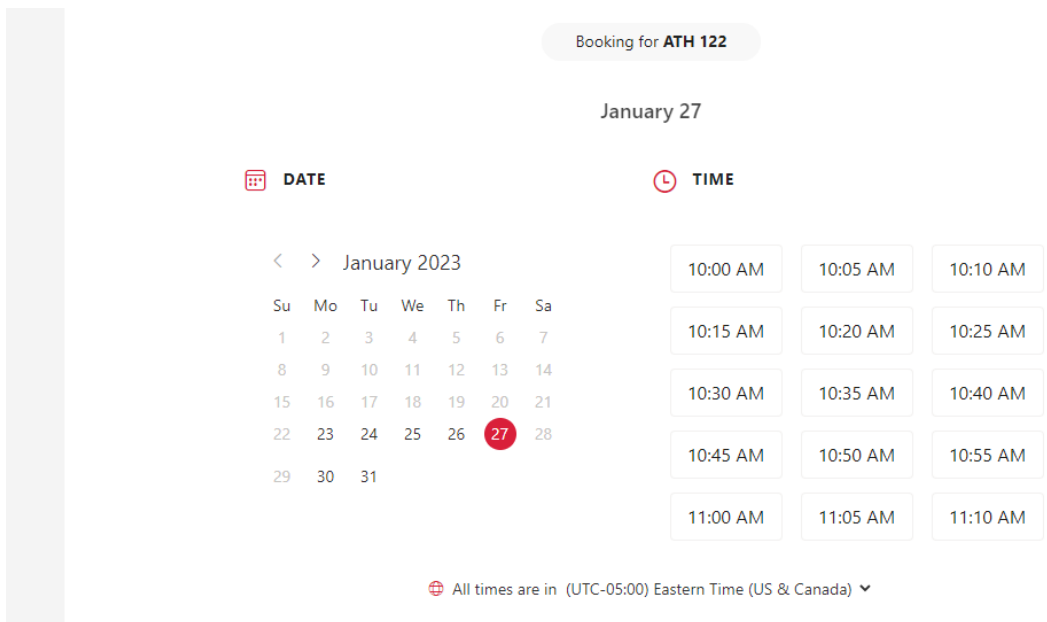 Booking for ATH 122
January 27
DATE
TIME
January 2023
Su Mo Tu We Th Fr Sa
1 2 3 4 5 6 7
8 9 10 11 12 13 14
15 16 17 18 19 20 21
22 23 24 25 26 27 28
29 30 31
10:00 AM 10:05 AM 10:10 AM
10:15 AM 10:20 AM 10:25 AM
10:30 AM 10:35 AM 10:40 AM
10:45 AM 10:50 AM 10:55 AM
11:00 AM 11:05 AM 11:10 AM
All times are in (UTC-05:00) Eastern Time (US & Canada)